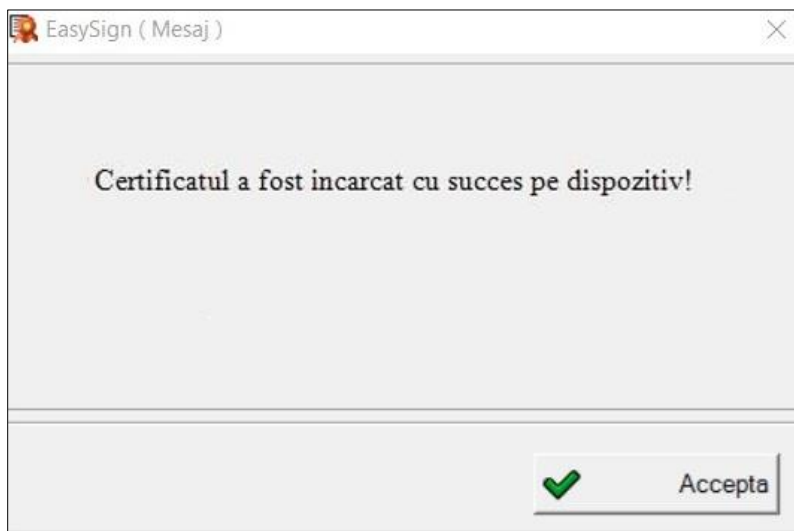 EasySign ( Mesaj )
Certificatul a fost incarcat cu succes pe dispozitiv!
Accepta